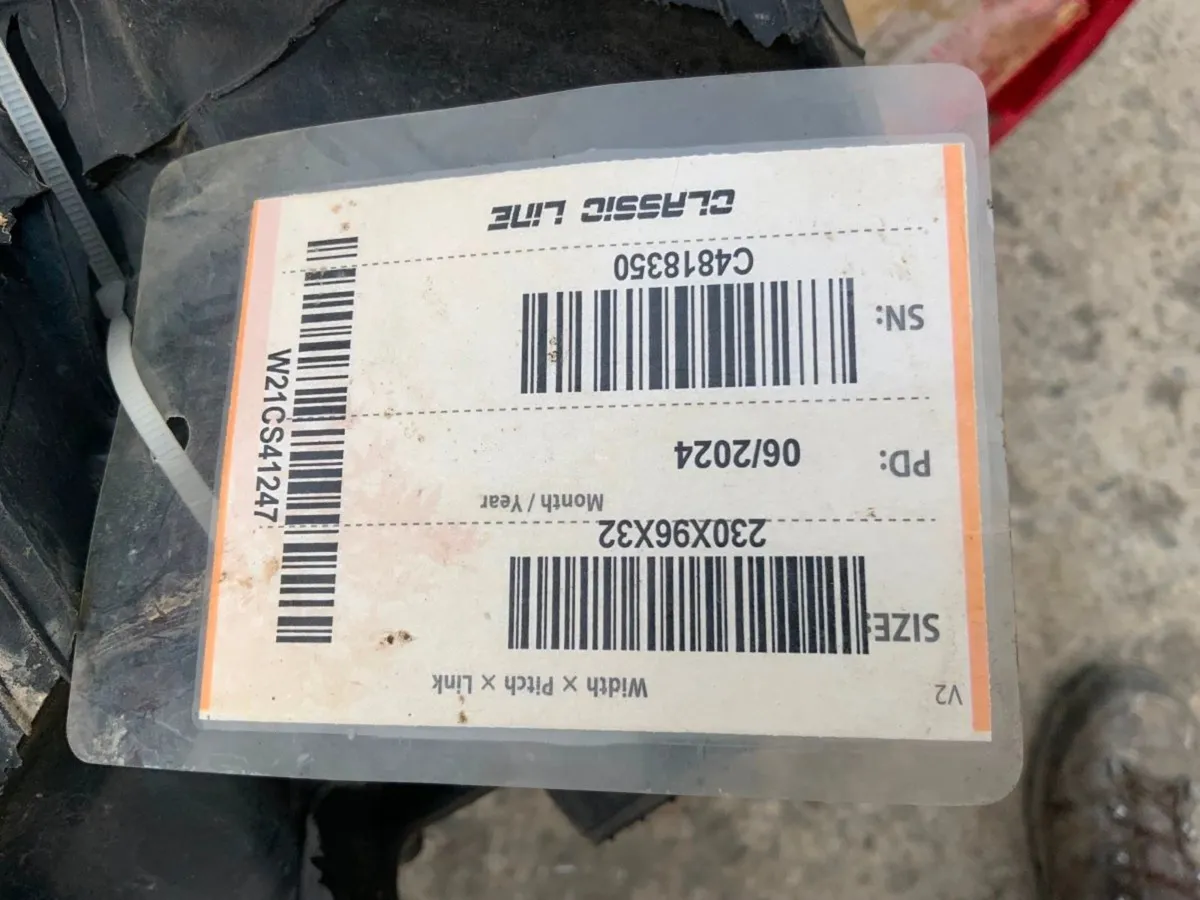 V2
Width × Pitch × Link
SIZE:
230X96X32
Month / Year
PD:
06/2024
SN:
C4818350
CLASSIC LINE
W21CS41247